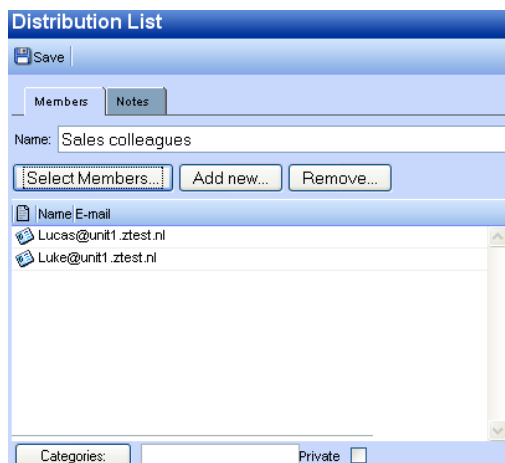 Distribution List
Save
Members Notes
Name: Sales colleagues
Select Members... Add new... Remove...
Name E-mail
Lucas@unit1.ztest.nl
Luke@unit1.ztest.nl
Categories: Private